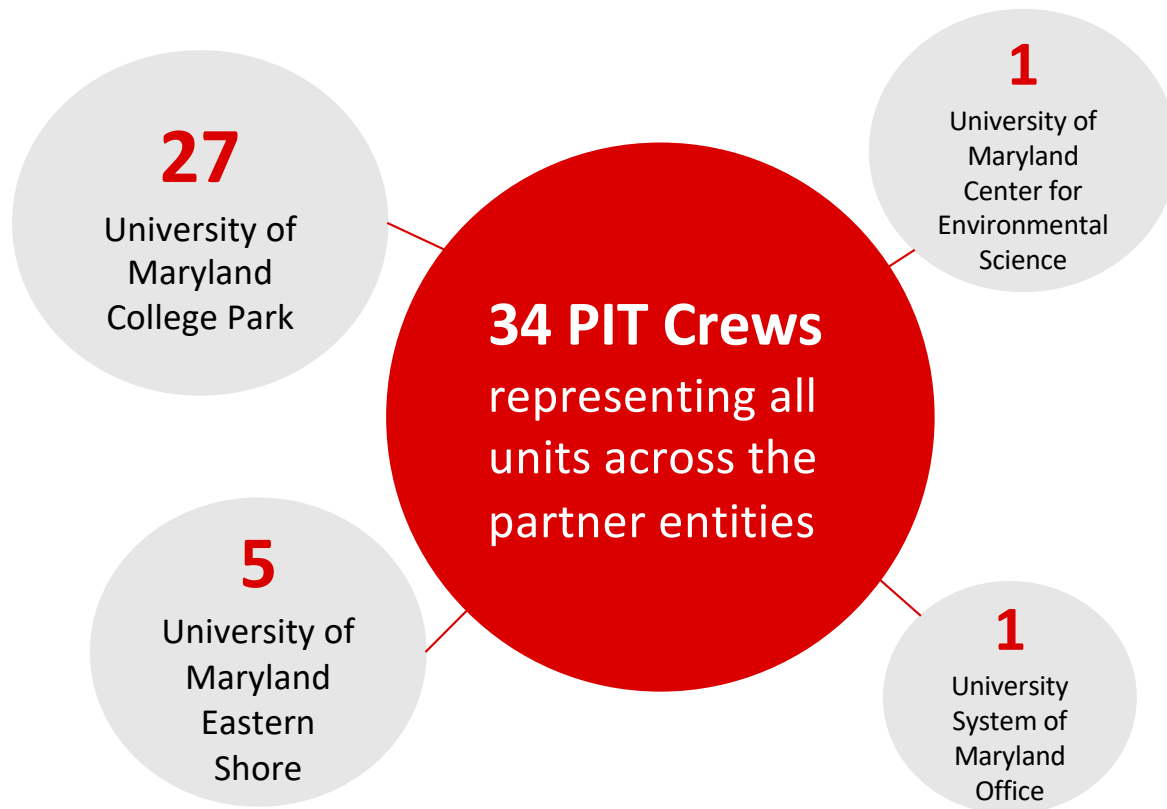 27
University of
Maryland
College Park
1
University of
Maryland
Center for
Environmental
Science
34 PIT Crews
representing all
units across the
partner entities
5
University of
Maryland
Eastern
Shore
1
University
System of
Maryland
Office